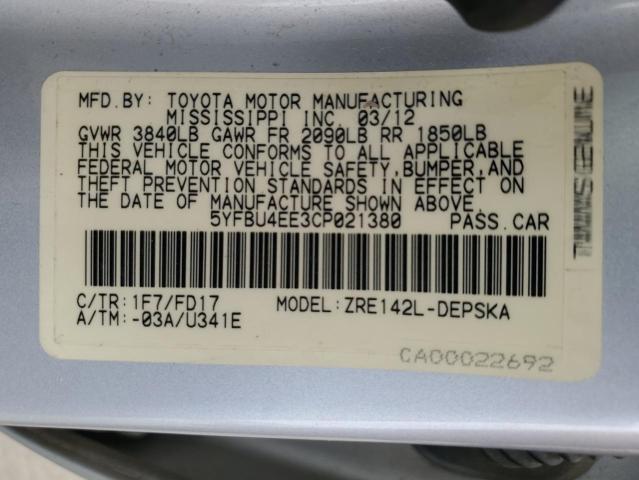 MFD.BY: TOYOTA MOTOR MANUFACTURING
MISSISSIPPI INC. 03/12
GVWR 3840LB GAWR FR 2090LB RR 1850LB
THIS VEHICLE CONFORMS TO ALL APPLICABLE
FEDERAL MOTOR VEHICLE SAFETY,BUMPER,AND
THEFT PREVENTION STANDARDS IN EFFECT ON
THE DATE OF MANUFACTURE SHOWN ABOVE.
5YFBU4EE3CP021380 PASS.CAR
C/TR:1F7/FD17 MODEL:ZRE142L-DEPSKA
A/TM:-03A/U341E
CA00022692